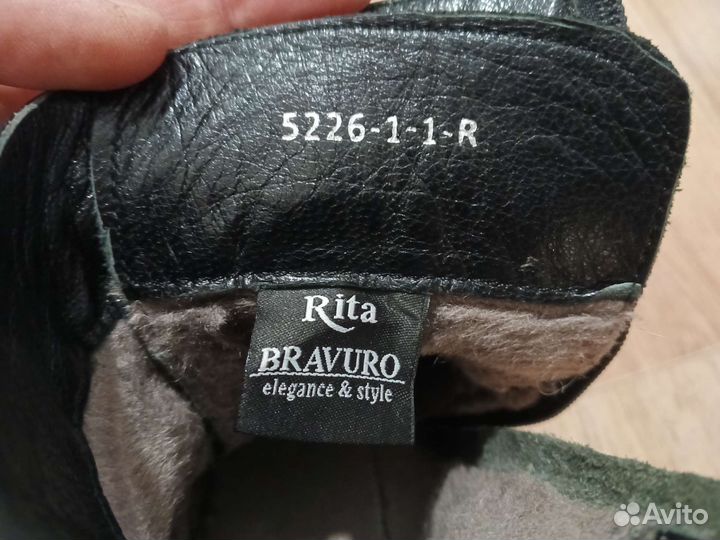 5226-1-1-R
Rita
BRAVURO
elegance & style
Avito